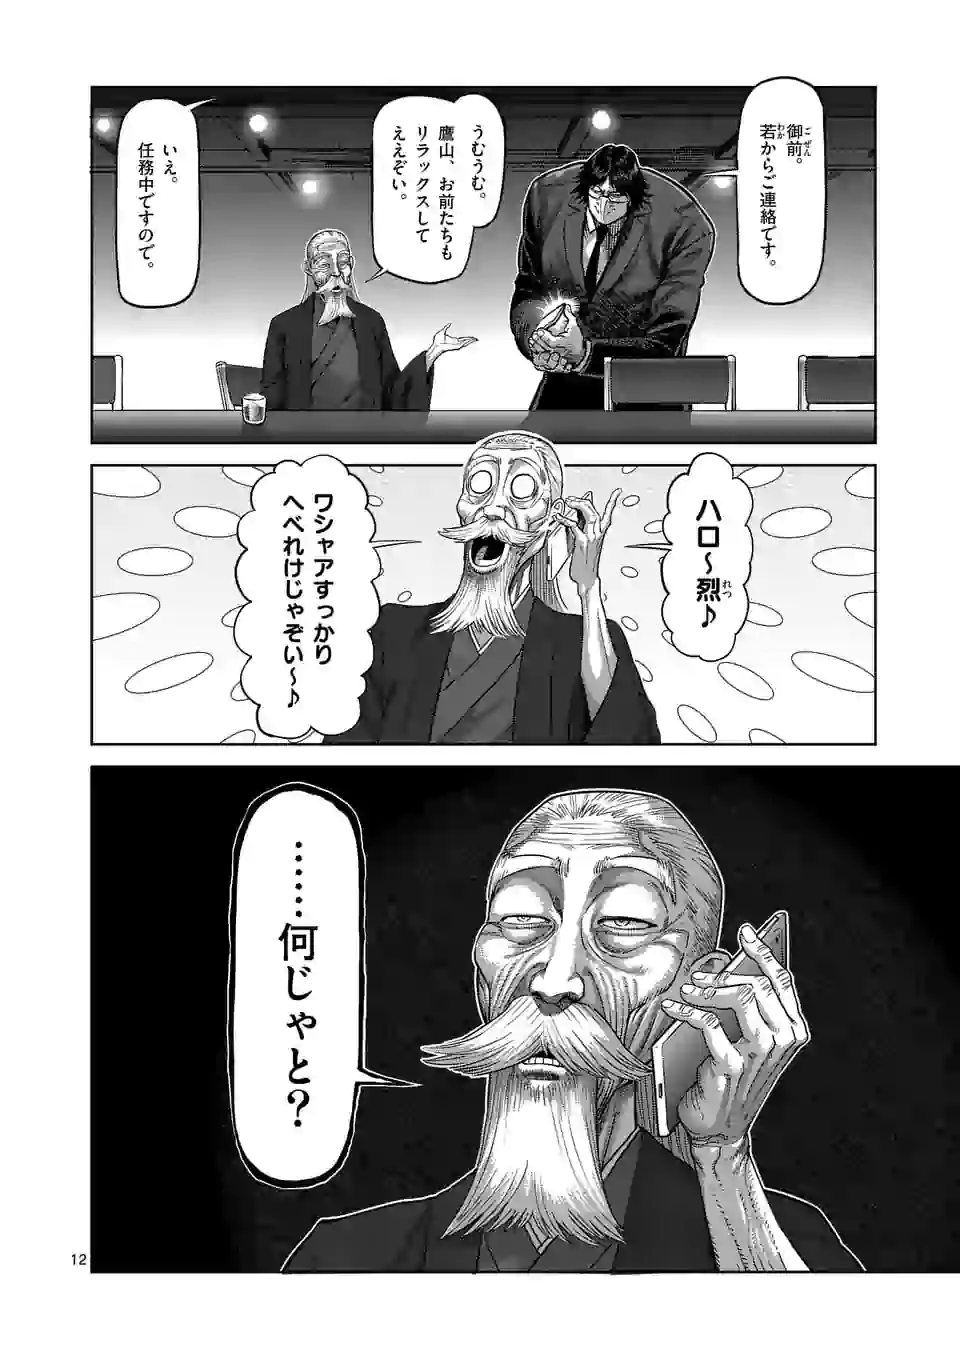 御前。
若からご連絡です。
うむうむ。
鷹山、お前たちも
リラックスして
ええぞい。
いえ。
任務中ですので。
ハロ～烈♪
ワシャアすっかり
へべれけじゃぞい～♪
……何じゃと?
12